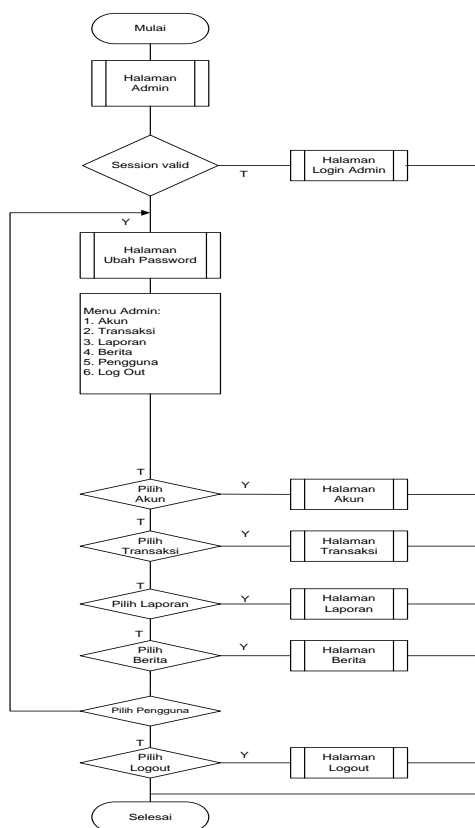 Mulai
Halaman
Admin
Session valid
T
Halaman
Login Admin
Y
Halaman
Ubah Password
Menu Admin:
1. Akun
2. Transaksi
3. Laporan
4. Berita
5. Pengguna
6. Log Out
T
Pilih
Akun
Y
Halaman
Akun
T
Pilih
Transaksi
Y
Halaman
Transaksi
T
Pilih Laporan
Y
Halaman
Laporan
T
Pilih
Berita
Y
Halaman
Berita
Pilih Pengguna
T
Pilih
Logout
Y
Halaman
Logout
Selesai